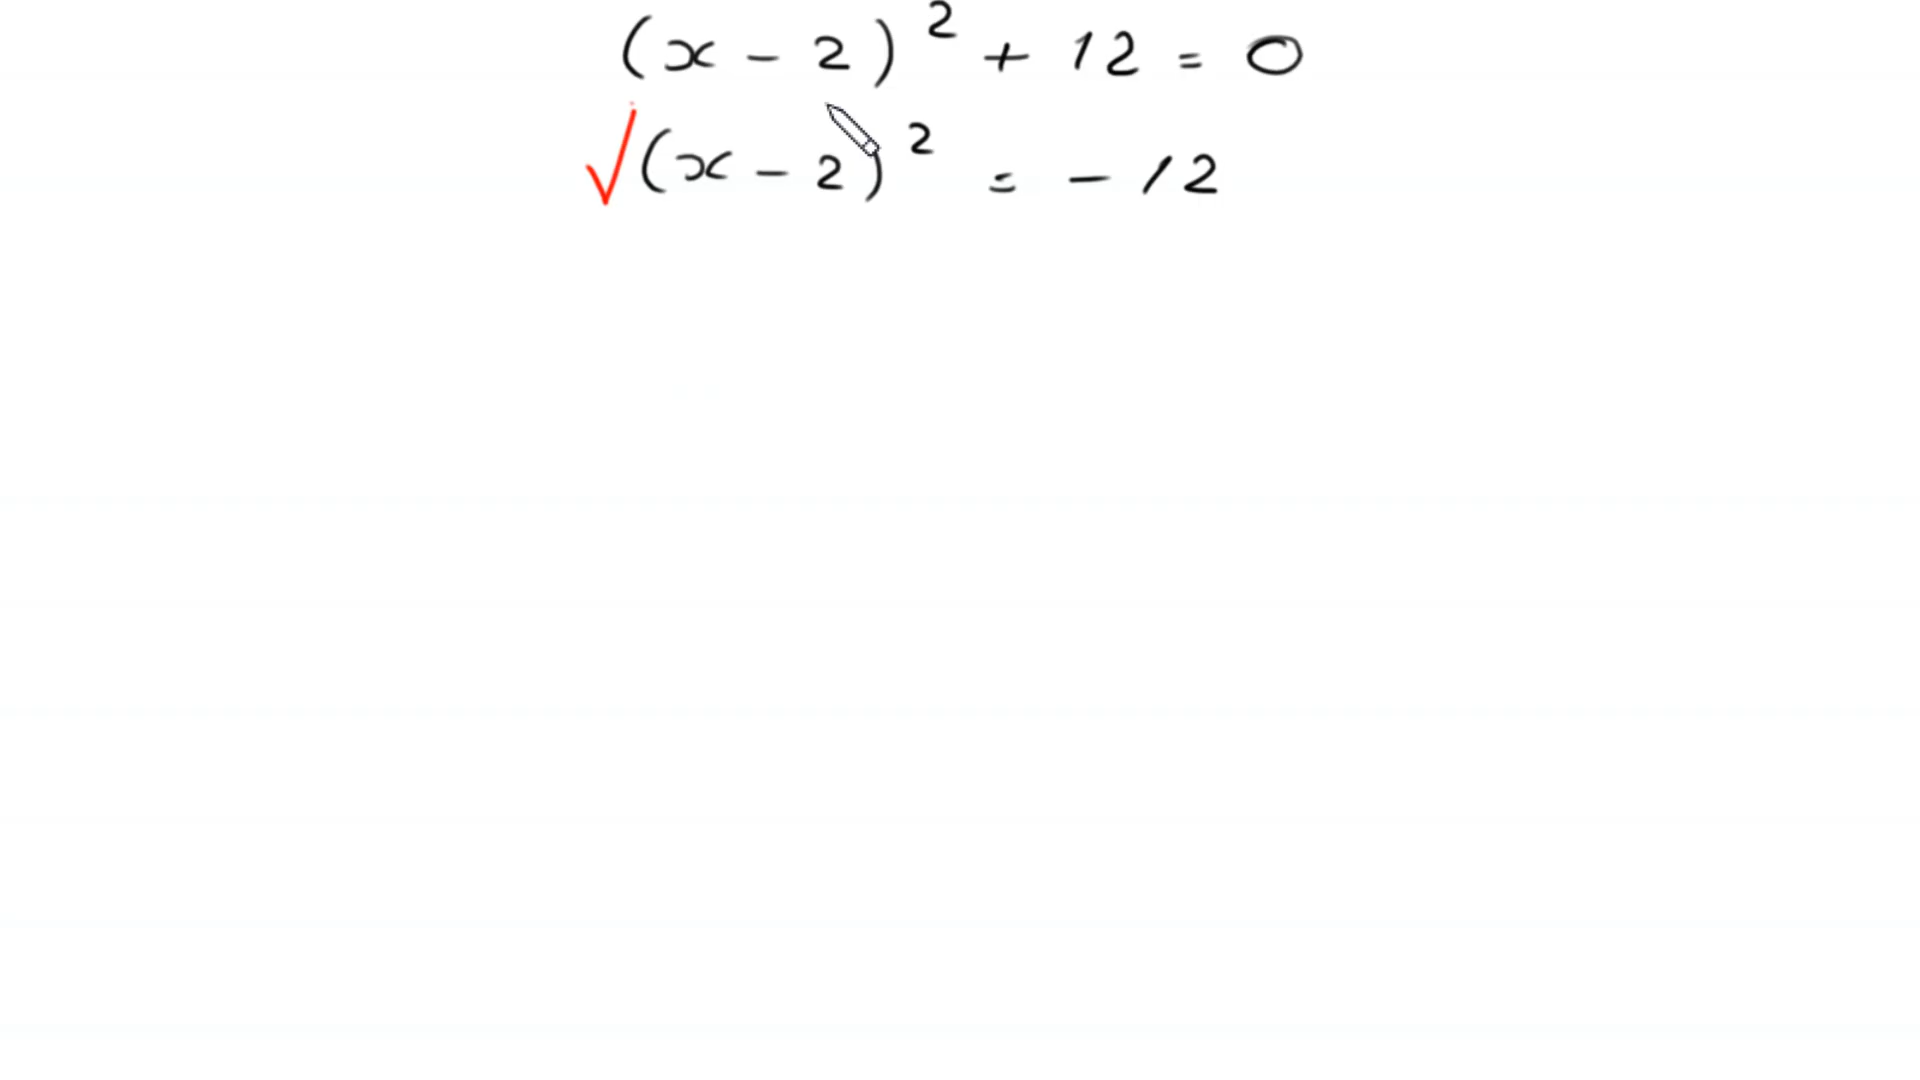 (x - 2)² + 12 = 0
√(x - 2)² = - 12